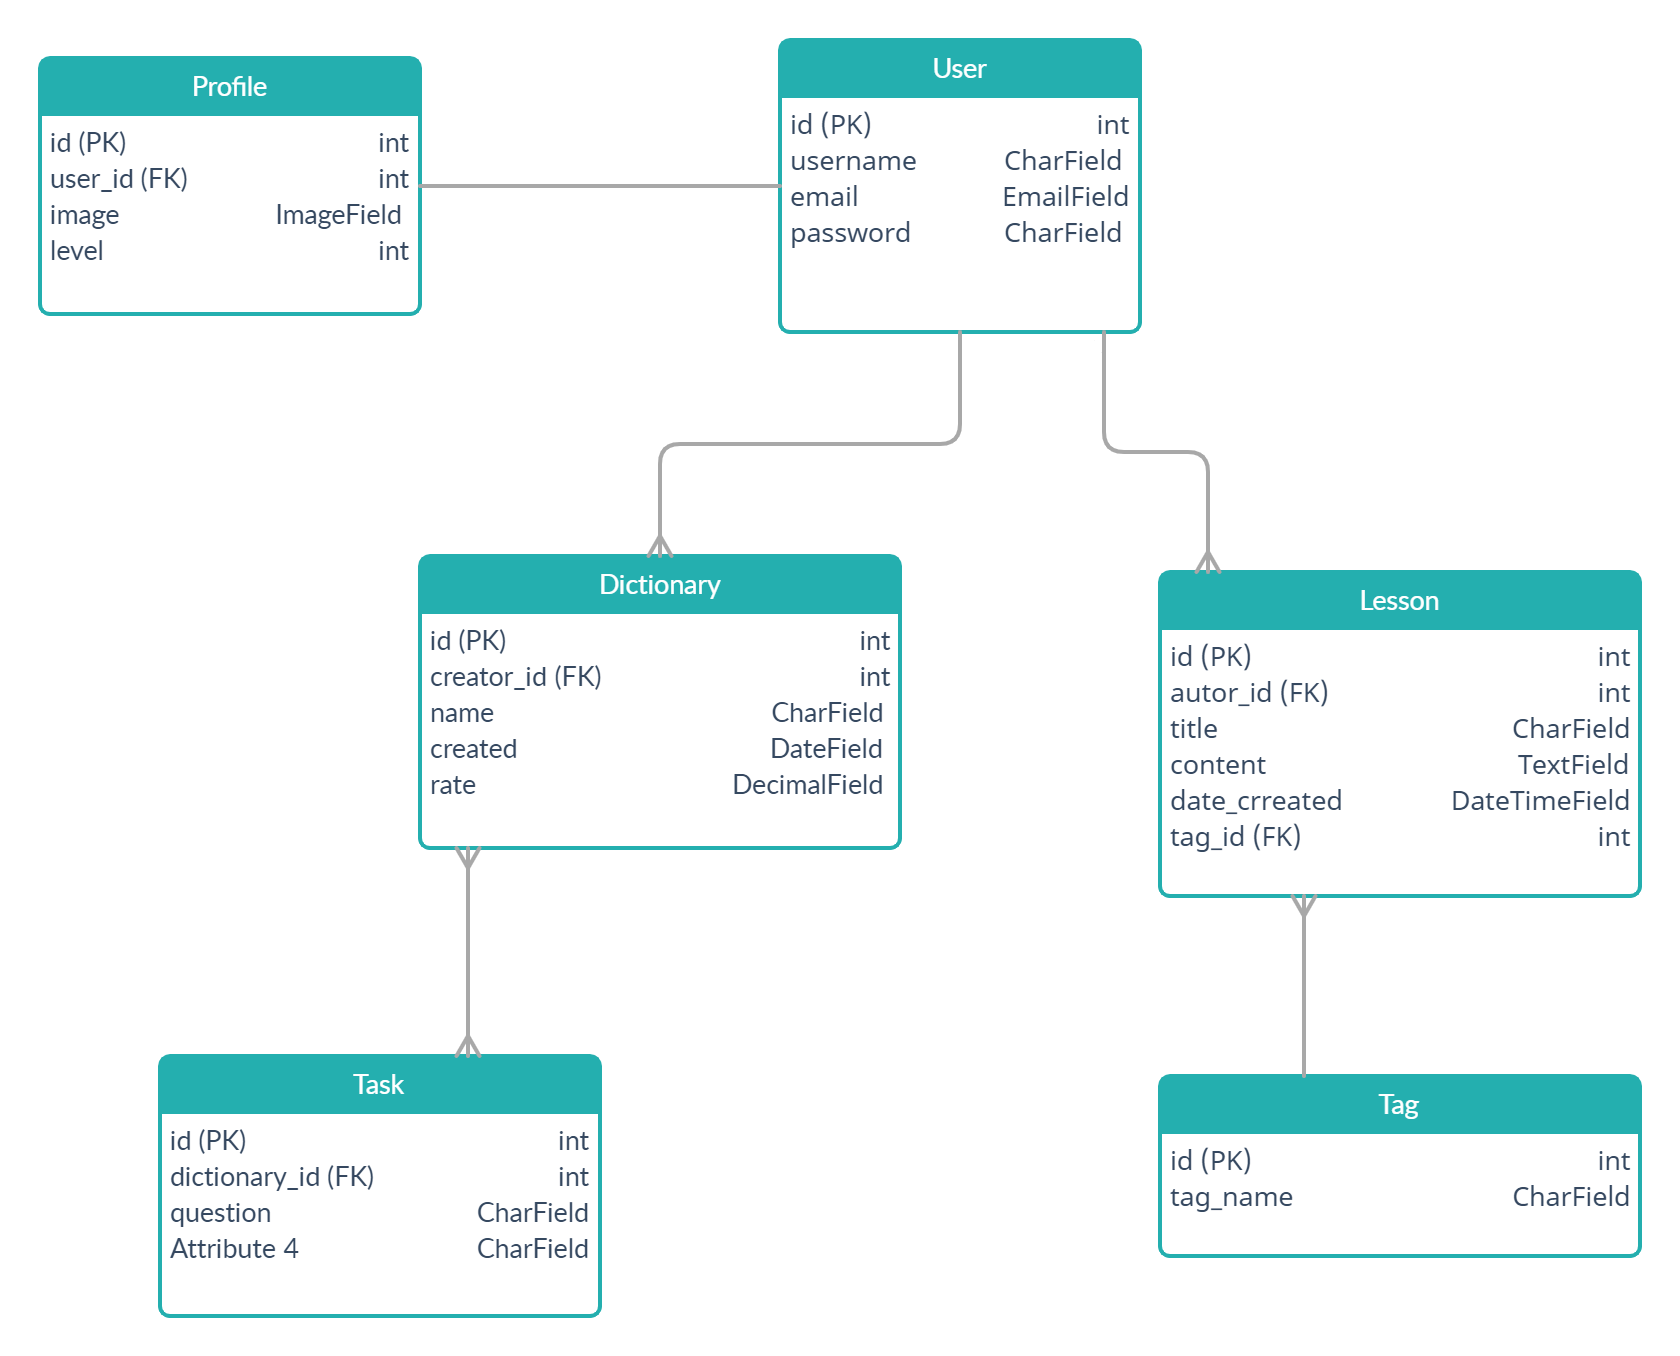 Profile
id (PK) int
user_id (FK) int
image ImageField
level int
User
id (PK) int
username CharField
email EmailField
password CharField
Dictionary
id (PK) int
creator_id (FK) int
name CharField
created DateField
rate DecimalField
Lesson
id (PK) int
autor_id (FK) int
title CharField
content TextField
date_crreated DateTimeField
tag_id (FK) int
Task
id (PK) int
dictionary_id (FK) int
question CharField
Attribute 4 CharField
Tag
id (PK) int
tag_name CharField